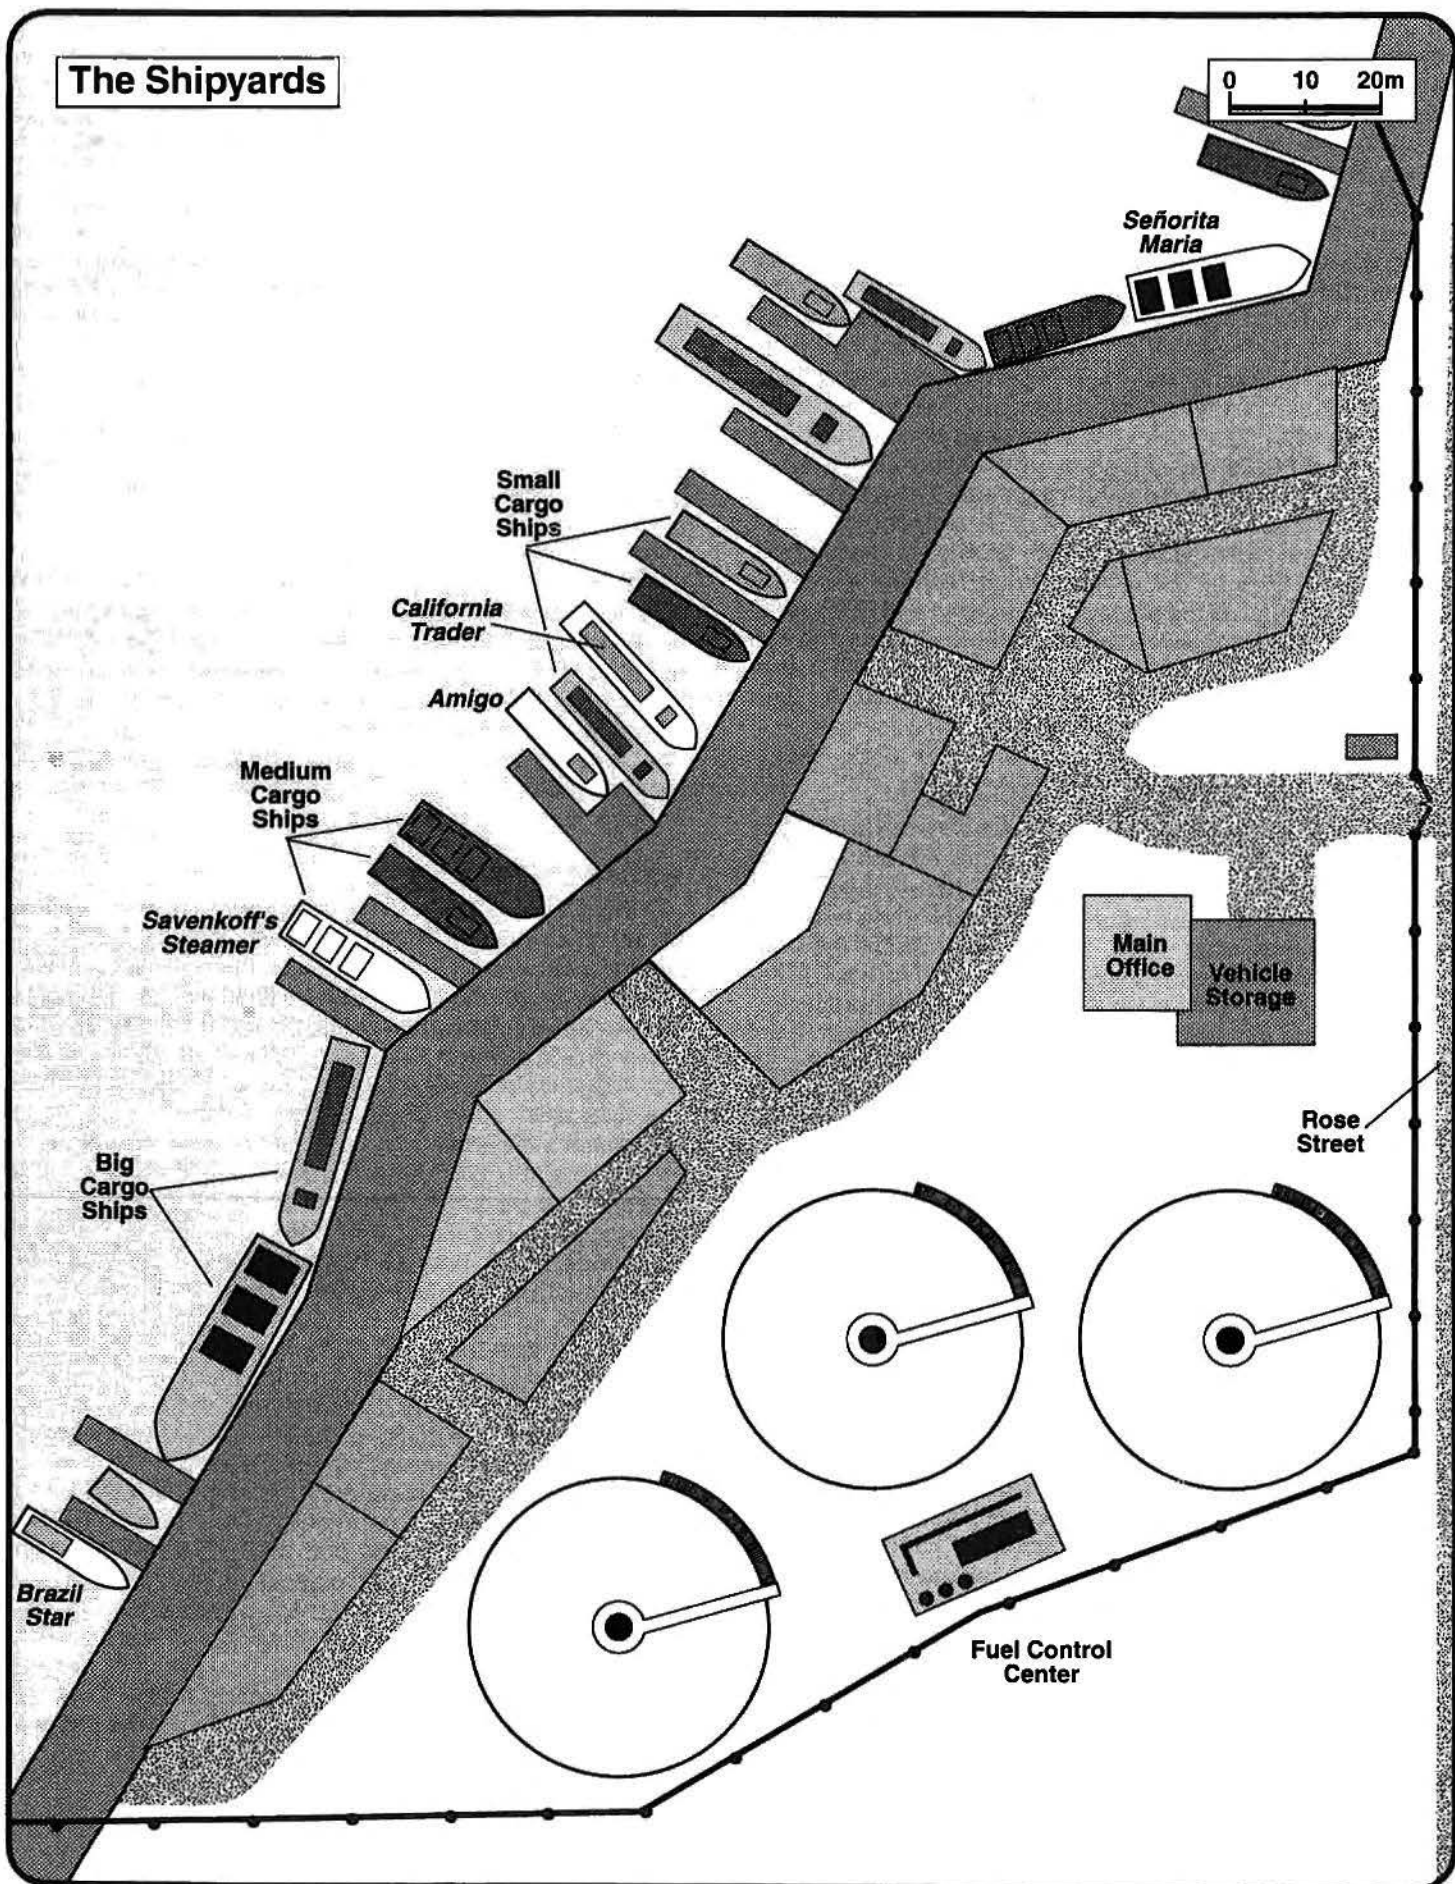 The Shipyards
0 10 20m
Señorita
Maria
Small
Cargo
Ships
California
Trader
Amigo
Medium
Cargo
Ships
Savenkoff's
Steamer
Main
Office
Vehicle
Storage
Rose
Street
Big
Cargo
Ships
Brazil
Star
Fuel Control
Center